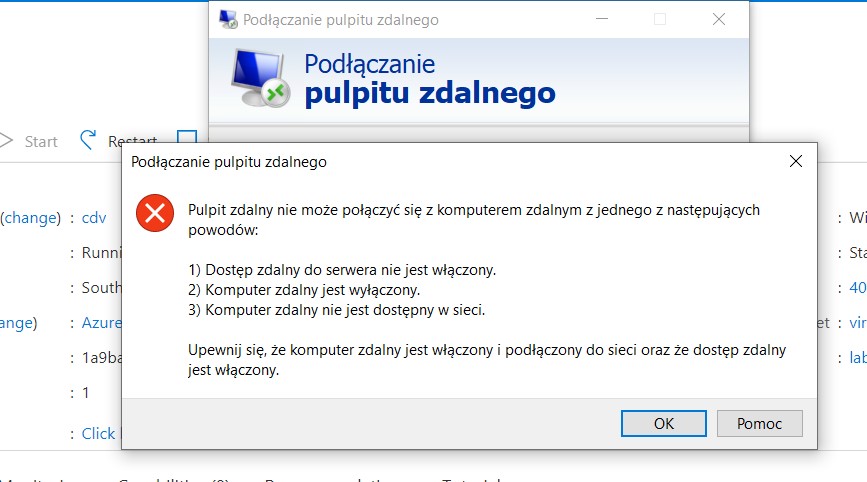 Podłączanie pulpitu zdalnego
Podłączanie
pulpitu zdalnego
Start Restart
Podłączanie pulpitu zdalnego
Pulpit zdalny nie może połączyć się z komputerem zdalnym z jednego z następujących
powodów:
1) Dostęp zdalny do serwera nie jest włączony.
2) Komputer zdalny jest wyłączony.
3) Komputer zdalny nie jest dostępny w sieci.
Upewnij się, że komputer zdalny jest włączony i podłączony do sieci oraz że dostęp zdalny
jest włączony.
OK Pomoc
(change) : cdv
: Runni
: South
ange) : Azure
: 1a9ba
: 1
: Click
: Wi
: Sta
: 40
et : vir
: lab